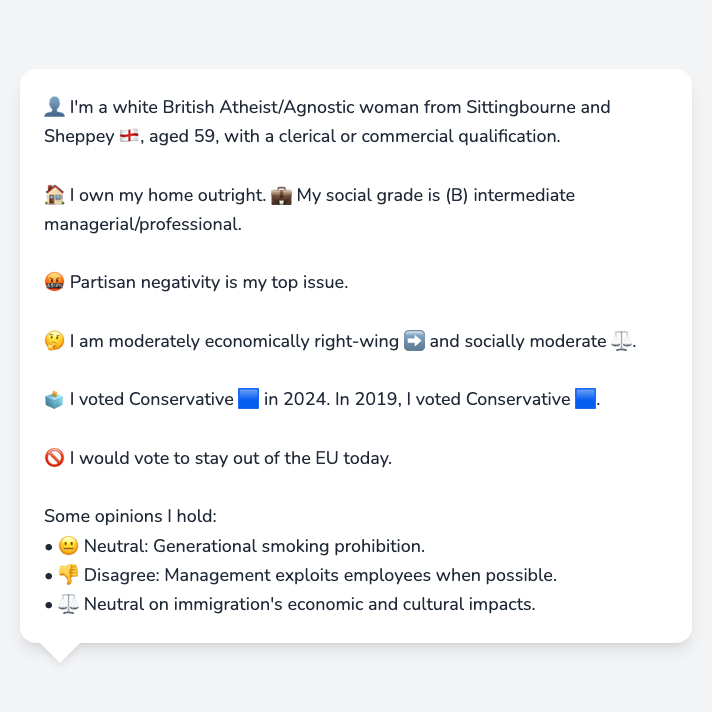 👤 I'm a white British Atheist/Agnostic woman from Sittingbourne and
Sheppey 🏴󠁧󠁢󠁥󠁮󠁧󠁿, aged 59, with a clerical or commercial qualification.
🏠 I own my home outright. 💼 My social grade is (B) intermediate
managerial/professional.
🤬 Partisan negativity is my top issue.
🤔 I am moderately economically right-wing ➡️ and socially moderate ⚖️.
🗳️ I voted Conservative 🟦 in 2024. In 2019, I voted Conservative 🟦.
🚫 I would vote to stay out of the EU today.
Some opinions I hold:
• 😐 Neutral: Generational smoking prohibition.
• 👎 Disagree: Management exploits employees when possible.
• ⚖️ Neutral on immigration's economic and cultural impacts.